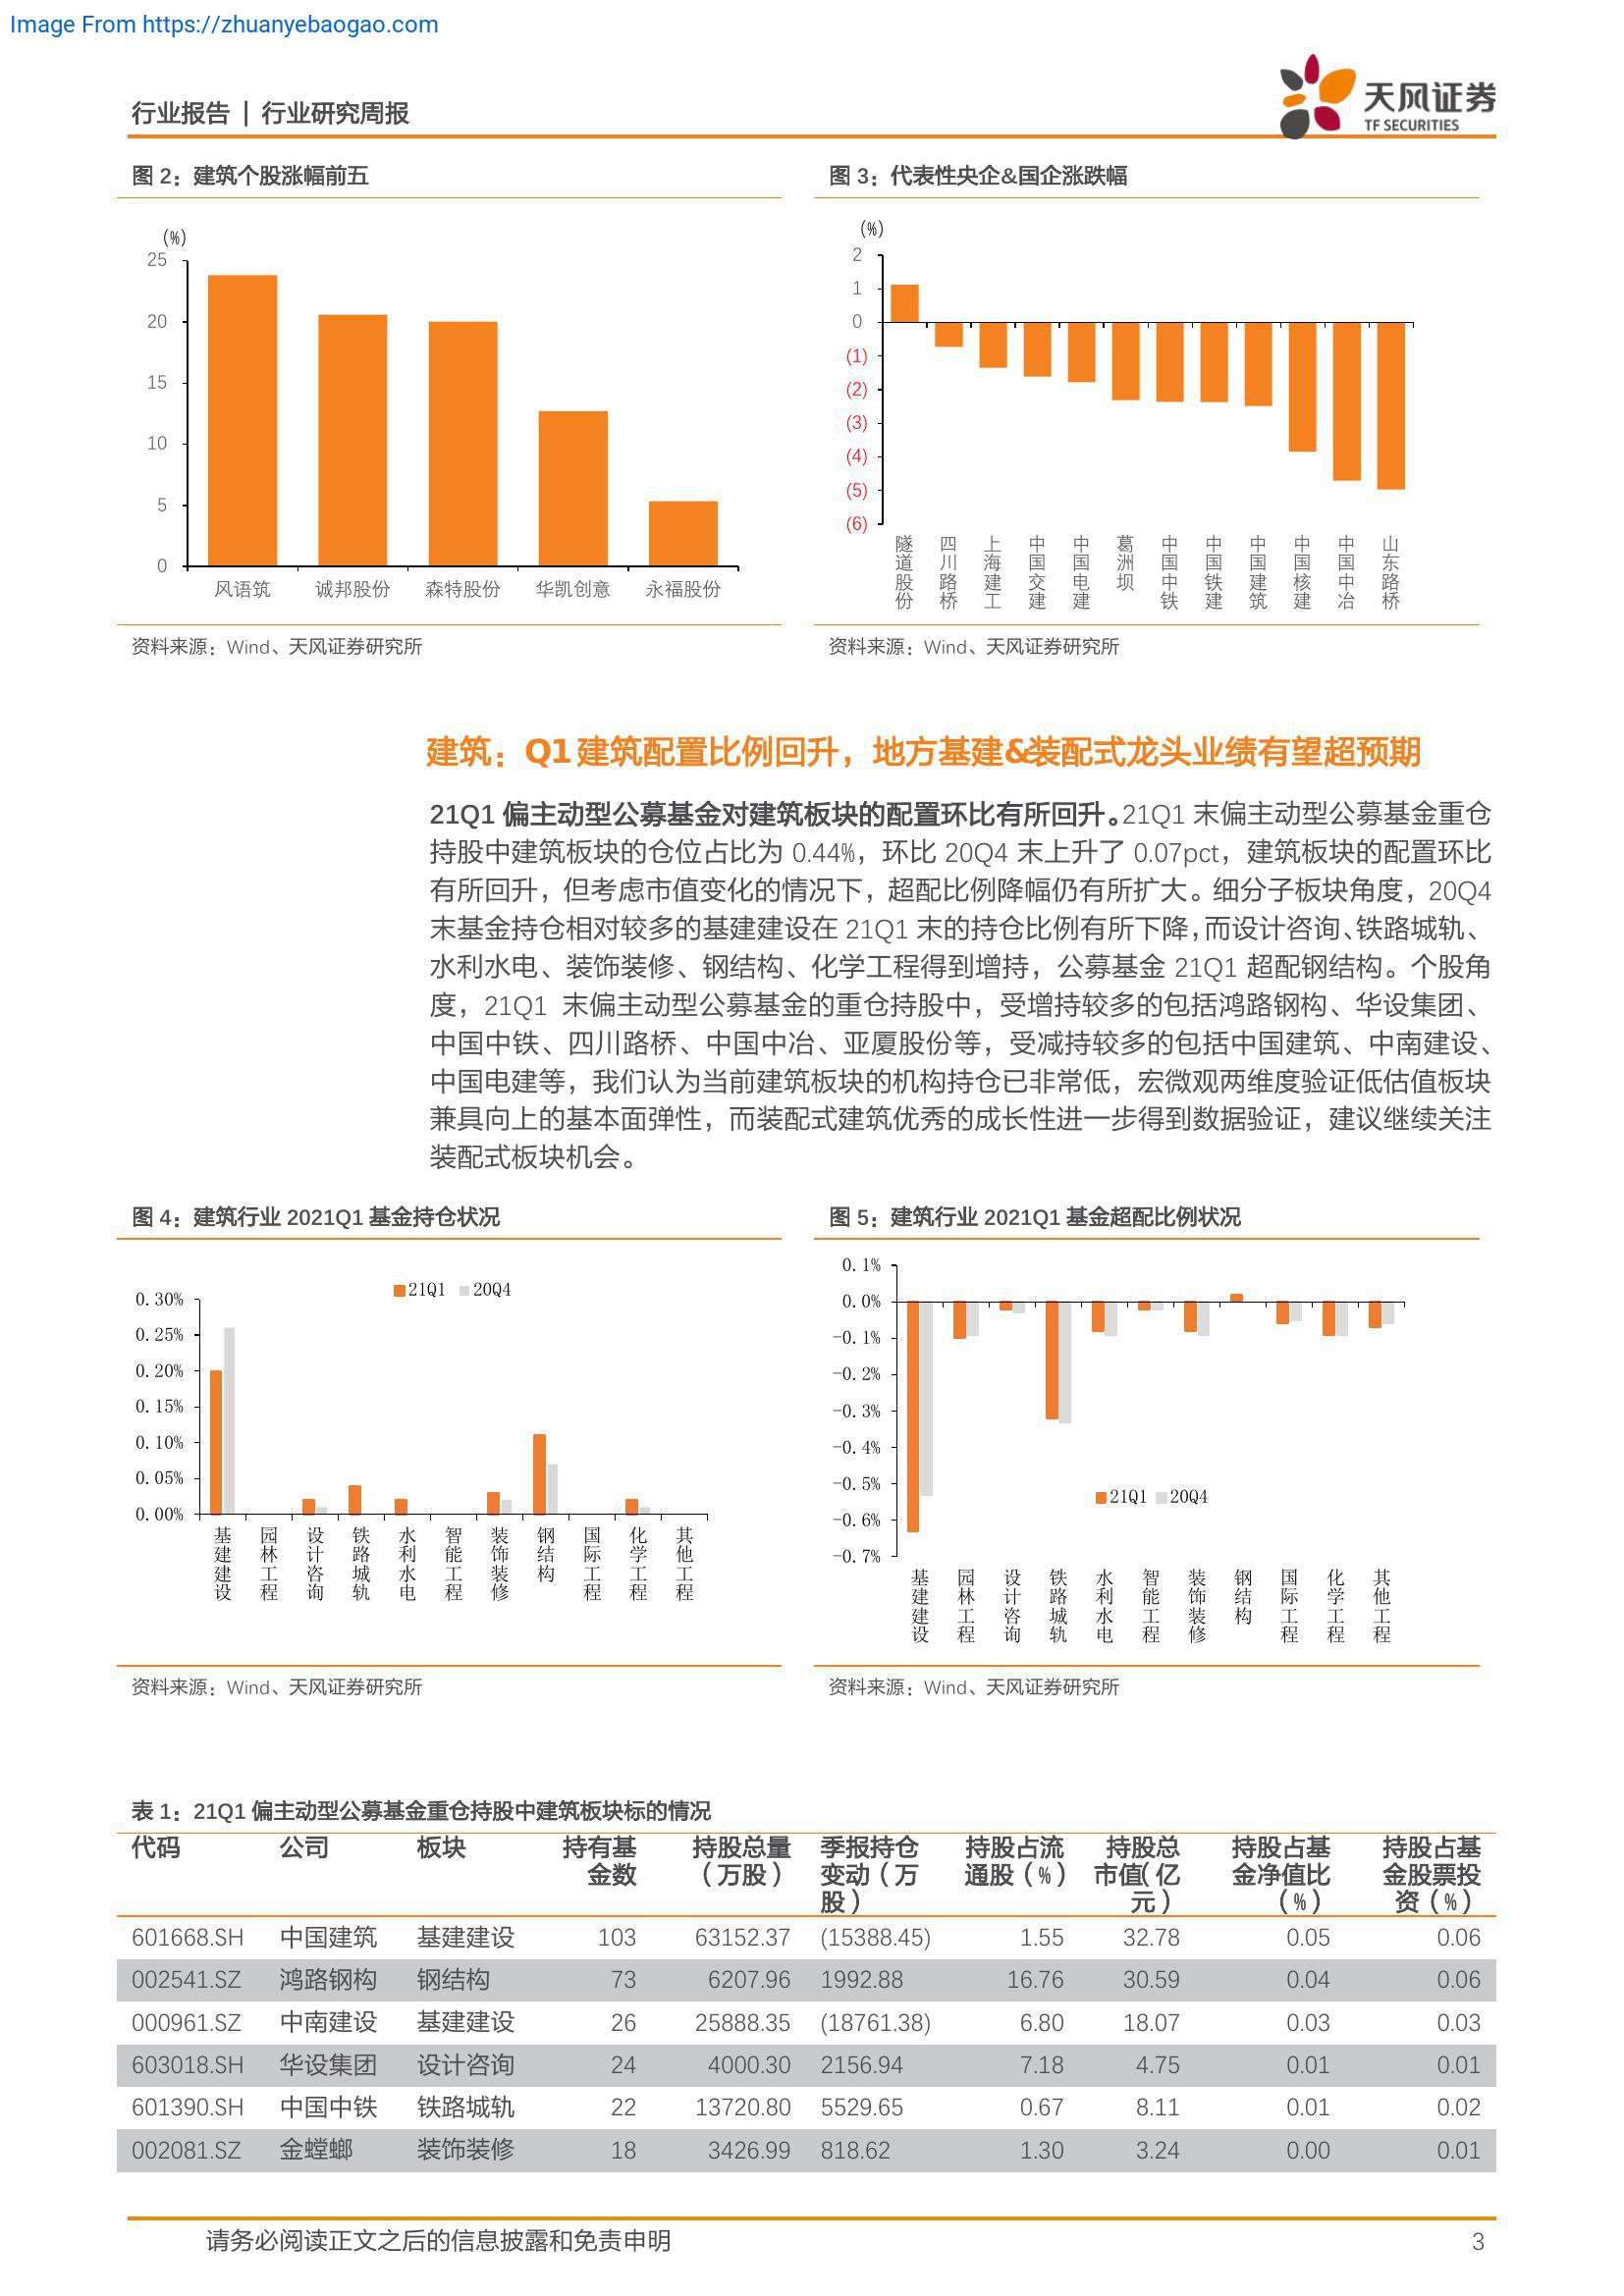 Image From https://zhuanyebaogao.com
行业报告 | 行业研究周报
天风证券
TF SECURITIES
图 2：建筑个股涨幅前五
(%)
25
20
15
10
5
0
风语筑 诚邦股份 森特股份 华凯创意 永福股份
资料来源：Wind、天风证券研究所
图 3：代表性央企&国企涨跌幅
(%)
2
1
0
(1)
(2)
(3)
(4)
(5)
(6)
隧道股份 四川路桥 上海建工 中国交建 中国电建 葛洲坝 中国中铁 中国铁建 中国建筑 中国核建 中国中冶 山东路桥
资料来源：Wind、天风证券研究所
建筑：Q1建筑配置比例回升，地方基建&装配式龙头业绩有望超预期
21Q1 偏主动型公募基金对建筑板块的配置环比有所回升。21Q1 末偏主动型公募基金重仓
持股中建筑板块的仓位占比为 0.44%，环比 20Q4 末上升了 0.07pct，建筑板块的配置环比
有所回升，但考虑市值变化的情况下，超配比例降幅仍有所扩大。细分子板块角度，20Q4
末基金持仓相对较多的基建建设在 21Q1 末的持仓比例有所下降，而设计咨询、铁路城轨、
水利水电、装饰装修、钢结构、化学工程得到增持，公募基金 21Q1 超配钢结构。个股角
度，21Q1 末偏主动型公募基金的重仓持股中，受增持较多的包括鸿路钢构、华设集团、
中国中铁、四川路桥、中国中冶、亚厦股份等，受减持较多的包括中国建筑、中南建设、
中国电建等，我们认为当前建筑板块的机构持仓已非常低，宏微观两维度验证低估值板块
兼具向上的基本面弹性，而装配式建筑优秀的成长性进一步得到数据验证，建议继续关注
装配式板块机会。
图 4：建筑行业 2021Q1 基金持仓状况
21Q1 20Q4
0.30%
0.25%
0.20%
0.15%
0.10%
0.05%
0.00%
基建建设 园林工程 设计咨询 铁路城轨 水利水电 智能工程 装饰装修 钢结构 国际工程 化学工程 其他工程
资料来源：Wind、天风证券研究所
图 5：建筑行业 2021Q1 基金超配比例状况
0.1%
0.0%
-0.1%
-0.2%
-0.3%
-0.4%
-0.5%
-0.6%
-0.7%
21Q1 20Q4
基建建设 园林工程 设计咨询 铁路城轨 水利水电 智能工程 装饰装修 钢结构 国际工程 化学工程 其他工程
资料来源：Wind、天风证券研究所
表 1：21Q1 偏主动型公募基金重仓持股中建筑板块标的情况
代码 公司 板块 持有基金数 持股总量（万股） 季报持仓变动（万股） 持股占流通股（%） 持股总市值（亿元） 持股占基金净值比（%） 持股占基金股票投资（%）
601668.SH 中国建筑 基建建设 103 63152.37 (15388.45) 1.55 32.78 0.05 0.06
002541.SZ 鸿路钢构 钢结构 73 6207.96 1992.88 16.76 30.59 0.04 0.06
000961.SZ 中南建设 基建建设 26 25888.35 (18761.38) 6.80 18.07 0.03 0.03
603018.SH 华设集团 设计咨询 24 4000.30 2156.94 7.18 4.75 0.01 0.01
601390.SH 中国中铁 铁路城轨 22 13720.80 5529.65 0.67 8.11 0.01 0.02
002081.SZ 金螳螂 装饰装修 18 3426.99 818.62 1.30 3.24 0.00 0.01
请务必阅读正文之后的信息披露和免责申明
3